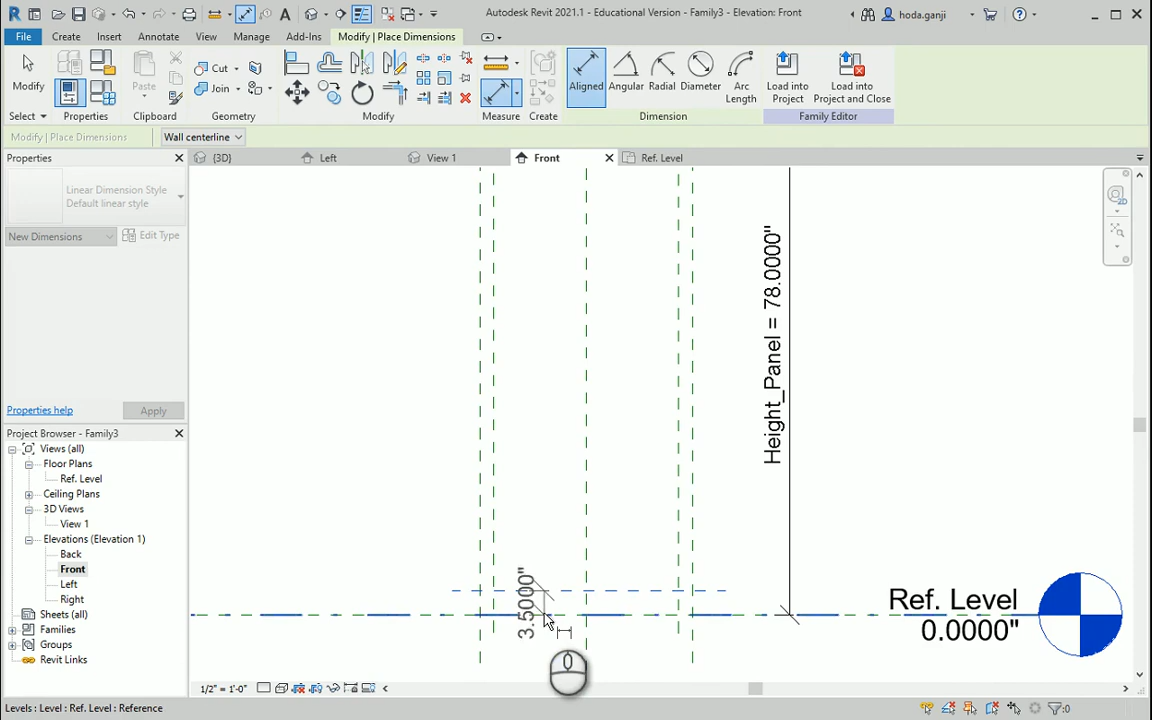 Autodesk Revit 2021.1 - Educational Version - Family3 - Elevation: Front
hoda.ganji
File Create Insert Annotate View Manage Add-Ins Modify | Place Dimensions
Modify
Paste
Cut
Join
Aligned Angular Radial Diameter Arc Length
Load into Project
Load into Project and Close
Select Properties Clipboard Geometry Modify Measure Create Dimension Family Editor
Modify | Place Dimensions Wall centerline
Properties
{3D} Left View 1 Front Ref. Level
Linear Dimension Style
Default linear style
New Dimensions Edit Type
Properties help Apply
Project Browser - Family3
Views (all)
Floor Plans
Ref. Level
Ceiling Plans
3D Views
View 1
Elevations (Elevation 1)
Back
Front
Left
Right
Sheets (all)
Families
Groups
Revit Links
Height_Panel = 78.0000"
3.5000"
Ref. Level
0.0000"
2D
1/2" = 1'-0"
Levels : Level : Ref. Level : Reference
:0